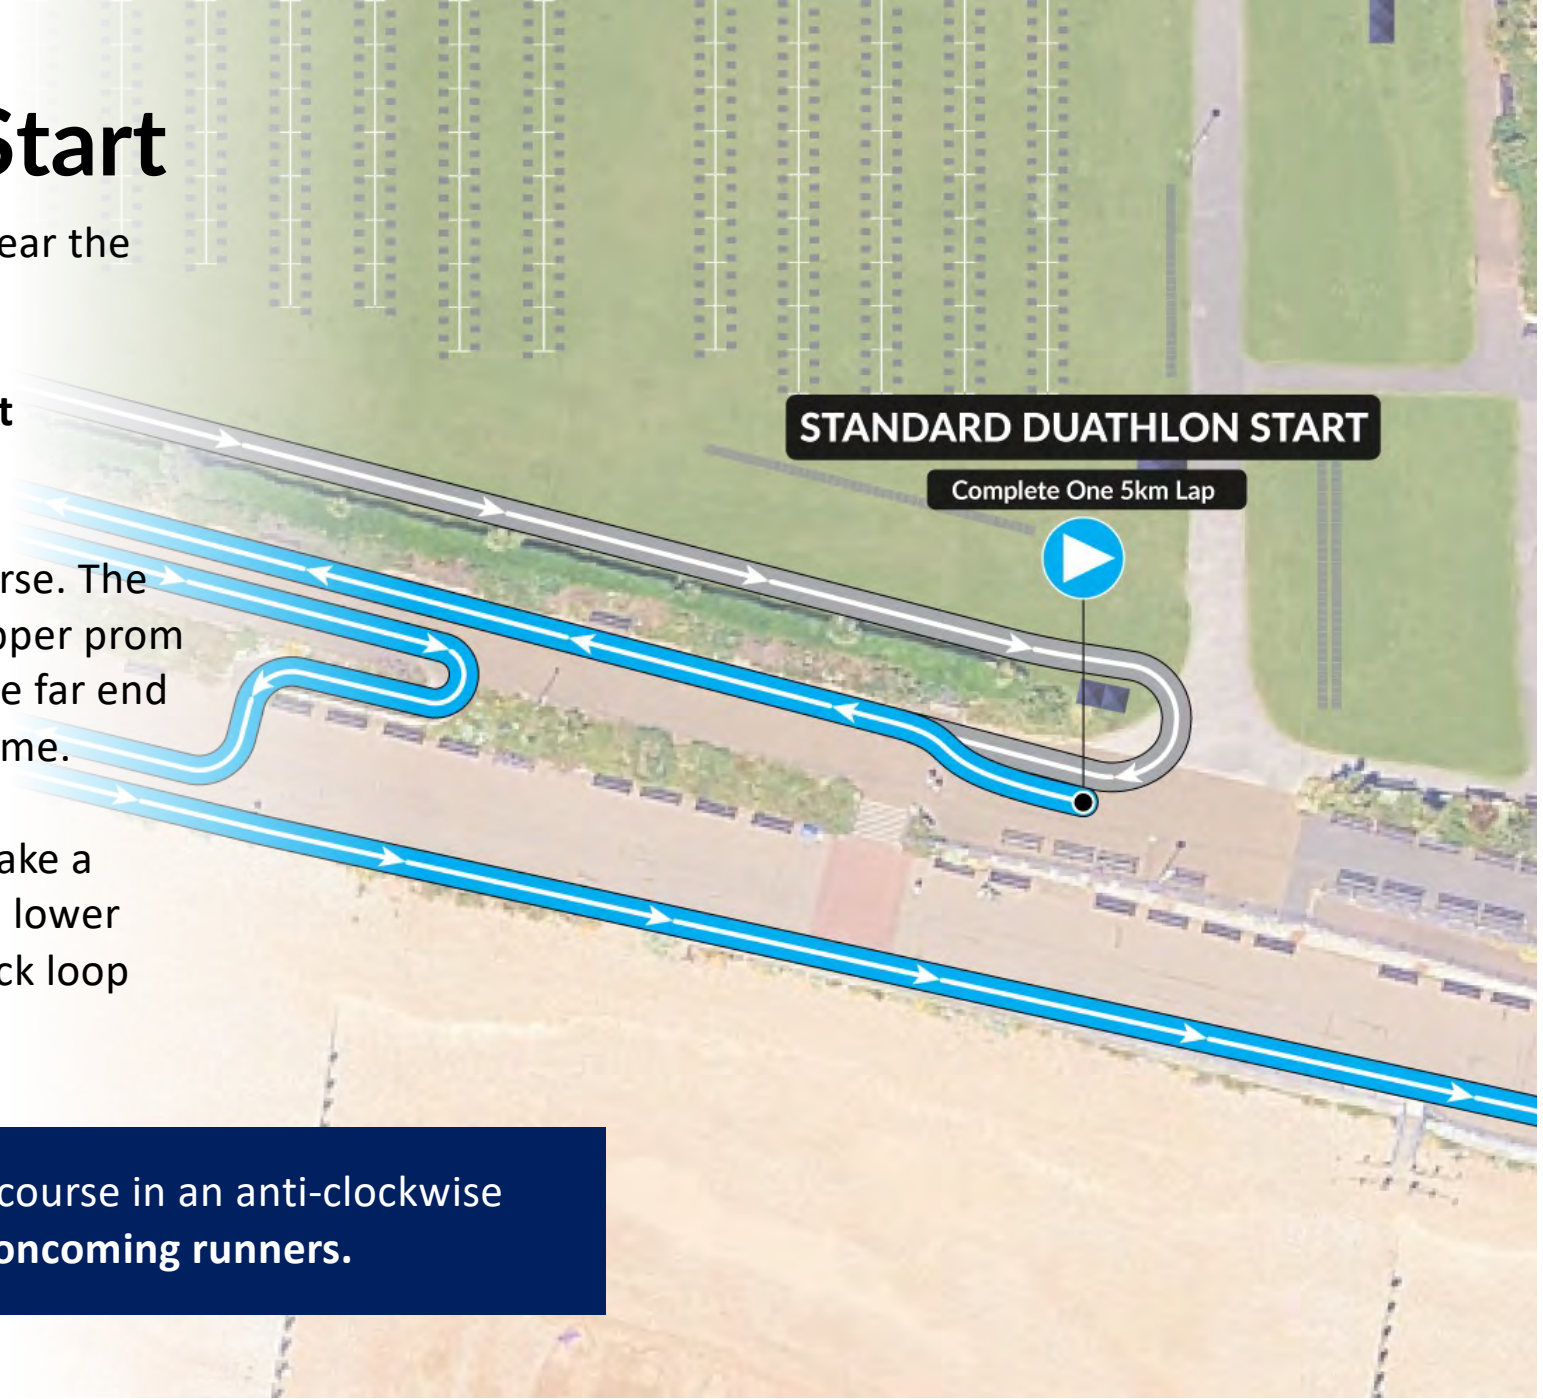 Start
ear the
t
STANDARD DUATHLON START
Complete One 5km Lap
rse. The
pper prom
e far end
me.
ake a
lower
ck loop
course in an anti-clockwise
oncoming runners.